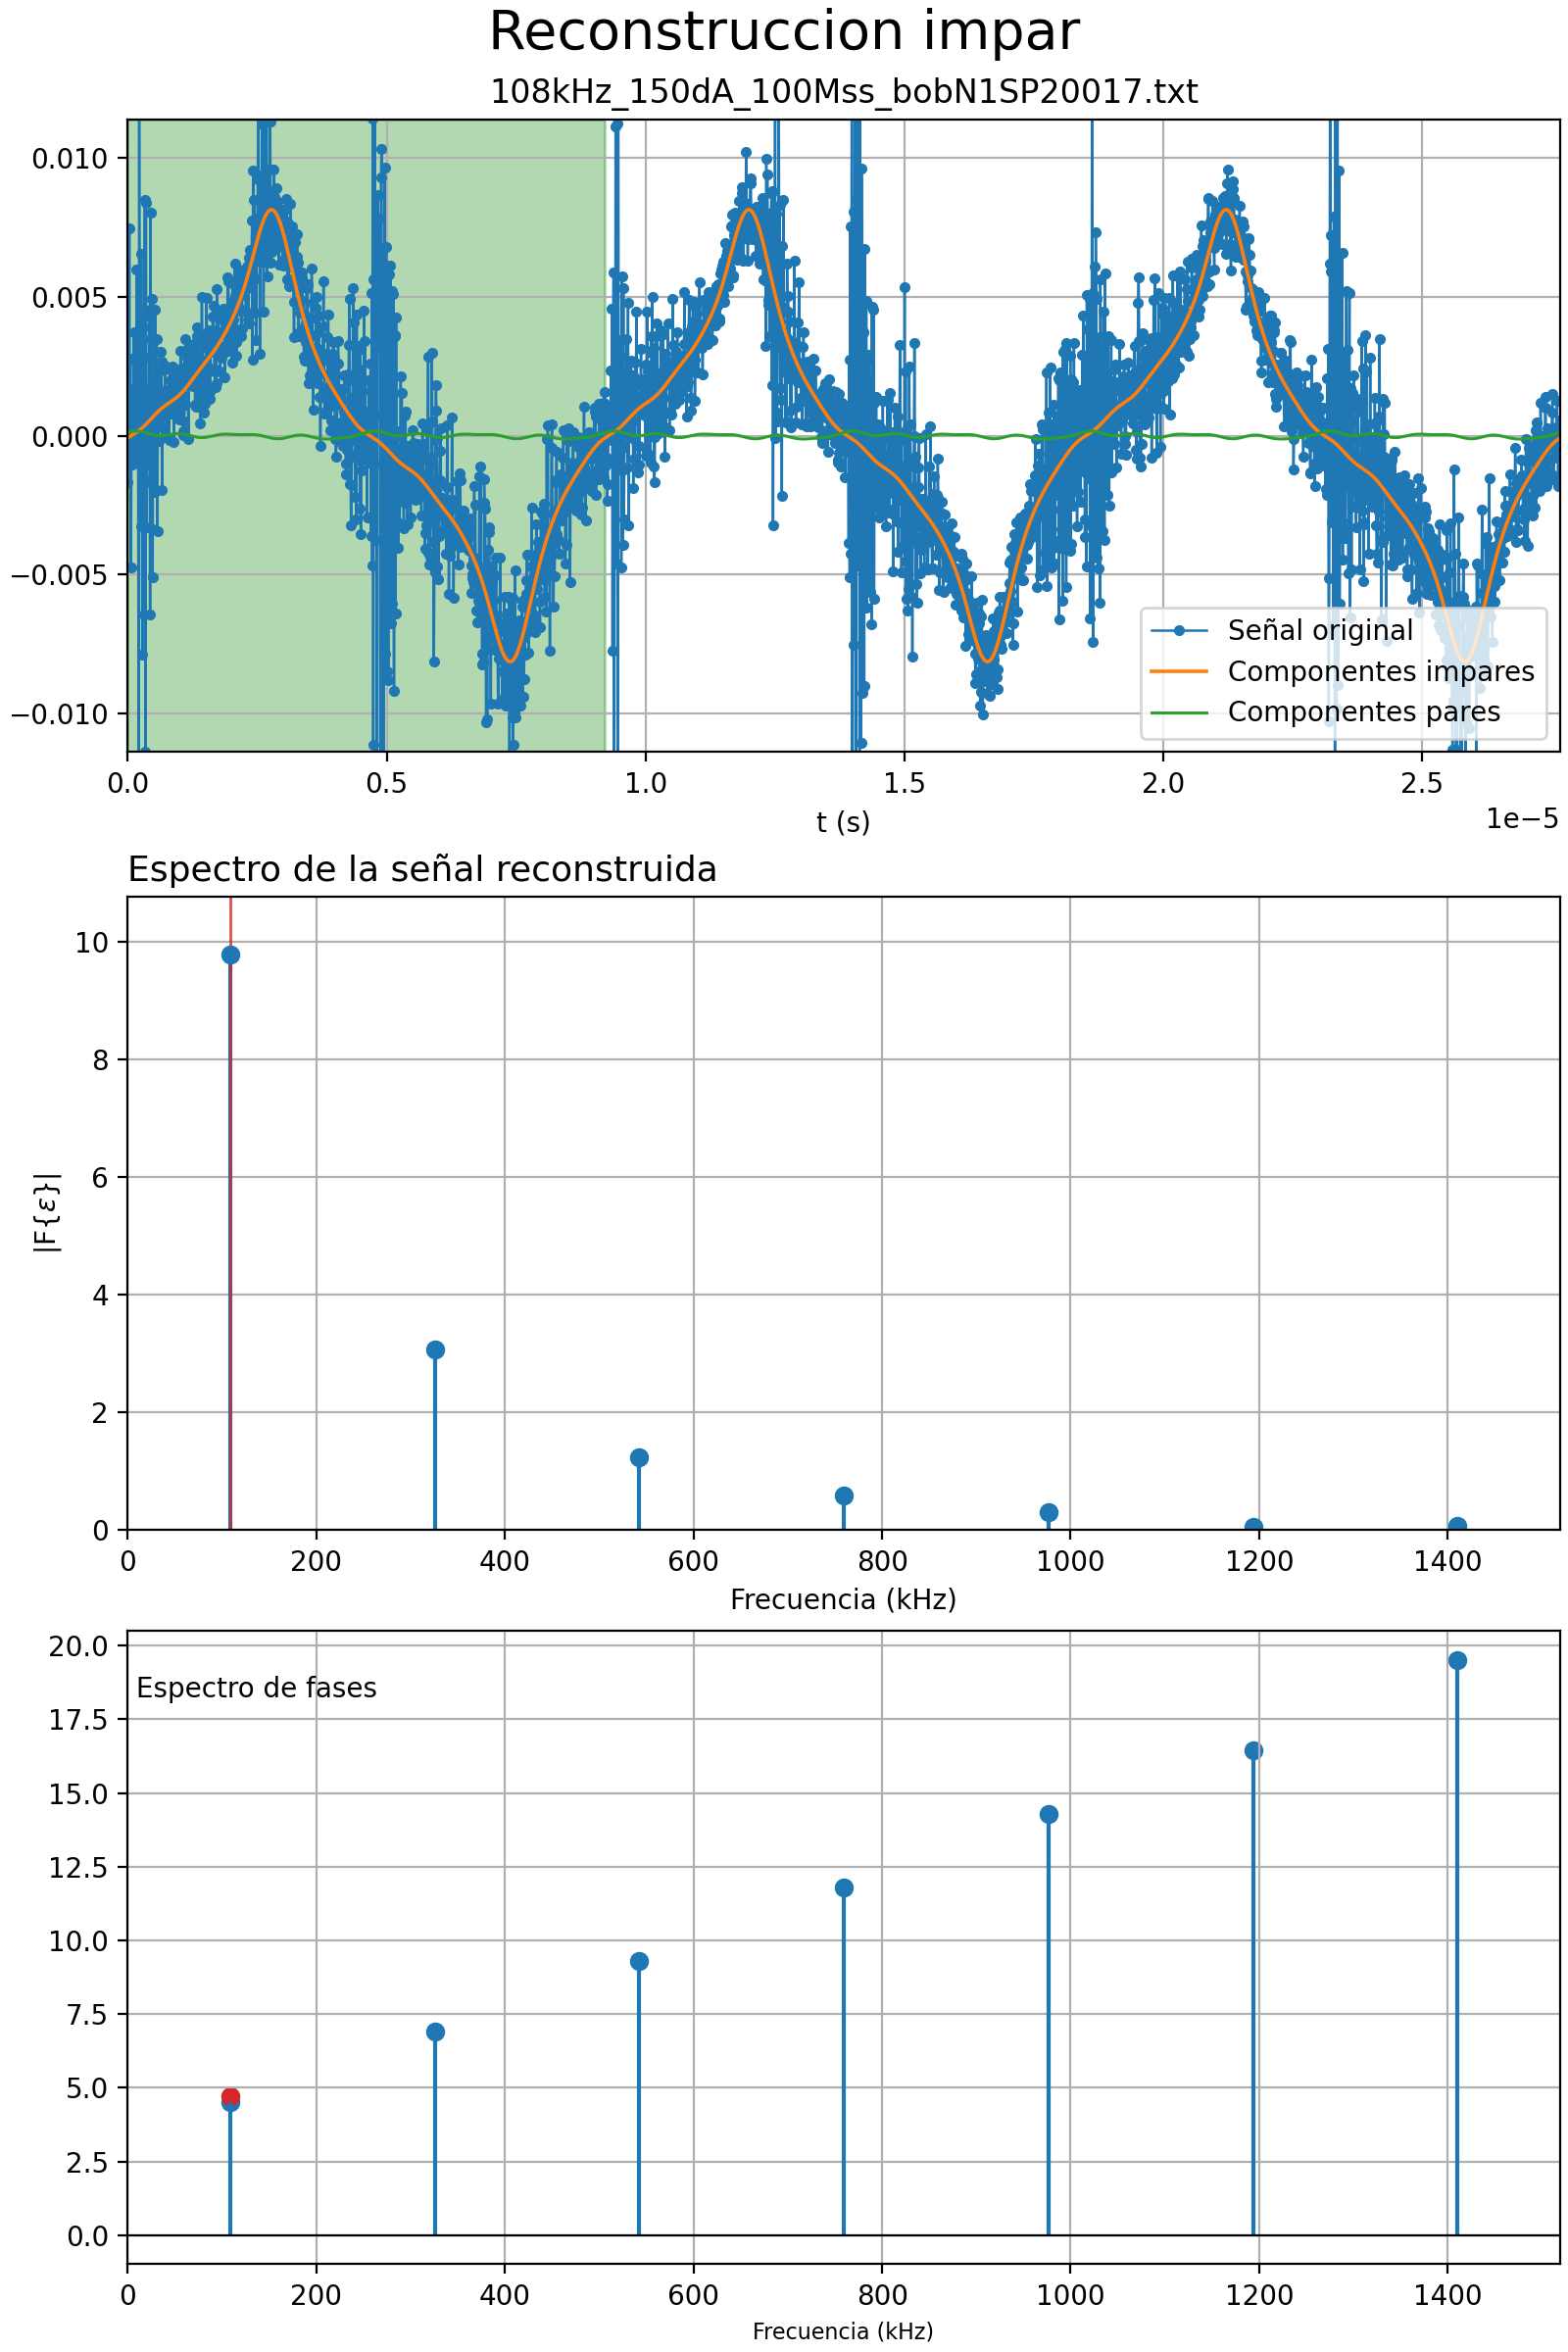 Reconstruccion impar
108kHz_150dA_100Mss_bobN1SP20017.txt
0.010
0.005
0.000
−0.005
−0.010
Señal original
Componentes impares
Componentes pares
0.0 0.5 1.0 1.5 2.0 2.5
t (s)
1e−5
Espectro de la señal reconstruida
10
8
6
4
2
0
|F{ε}|
0 200 400 600 800 1000 1200 1400
Frecuencia (kHz)
20.0
Espectro de fases
17.5
15.0
12.5
10.0
7.5
5.0
2.5
0.0
0 200 400 600 800 1000 1200 1400
Frecuencia (kHz)